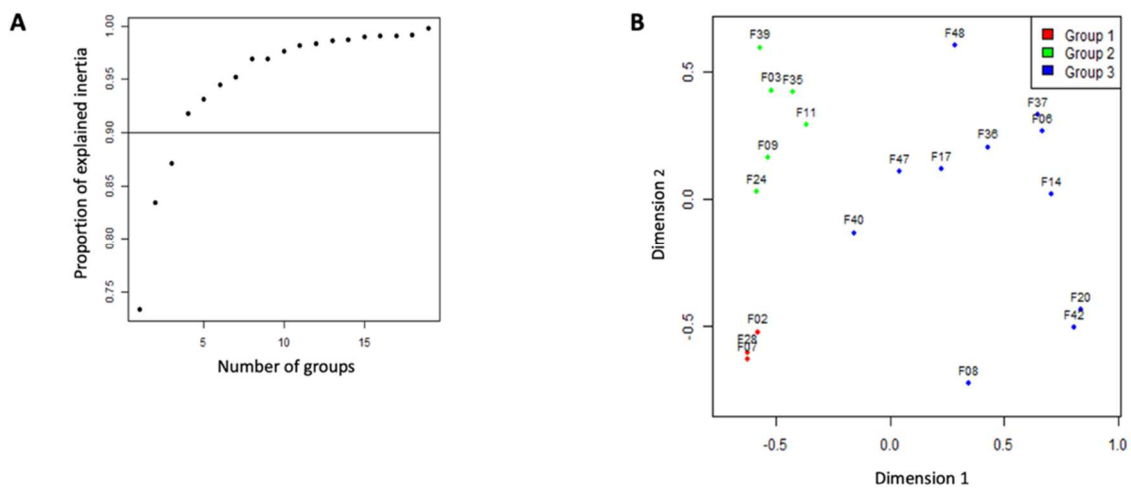 A
Proportion of explained inertia
1.00
0.95
0.90
0.85
0.80
0.75
5
10
15
Number of groups
B
Dimension 2
0.5
0.0
-0.5
Group 1
Group 2
Group 3
F39
F48
F03
F35
F11
F37
F06
F09
F36
F47
F17
F24
F14
F40
F20
F02
F42
F28
F07
F08
-0.5
0.0
0.5
1.0
Dimension 1